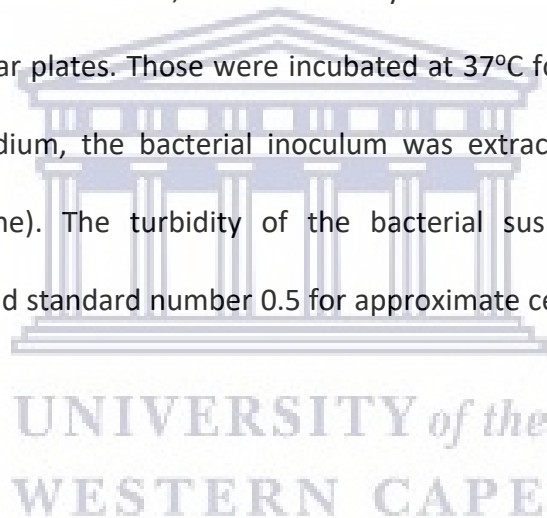 ar plates. Those were incubated at 37°C fo
dium, the bacterial inoculum was extrac
ne). The turbidity of the bacterial sus
d standard number 0.5 for approximate ce
UNIVERSITY of the
WESTERN CAPE